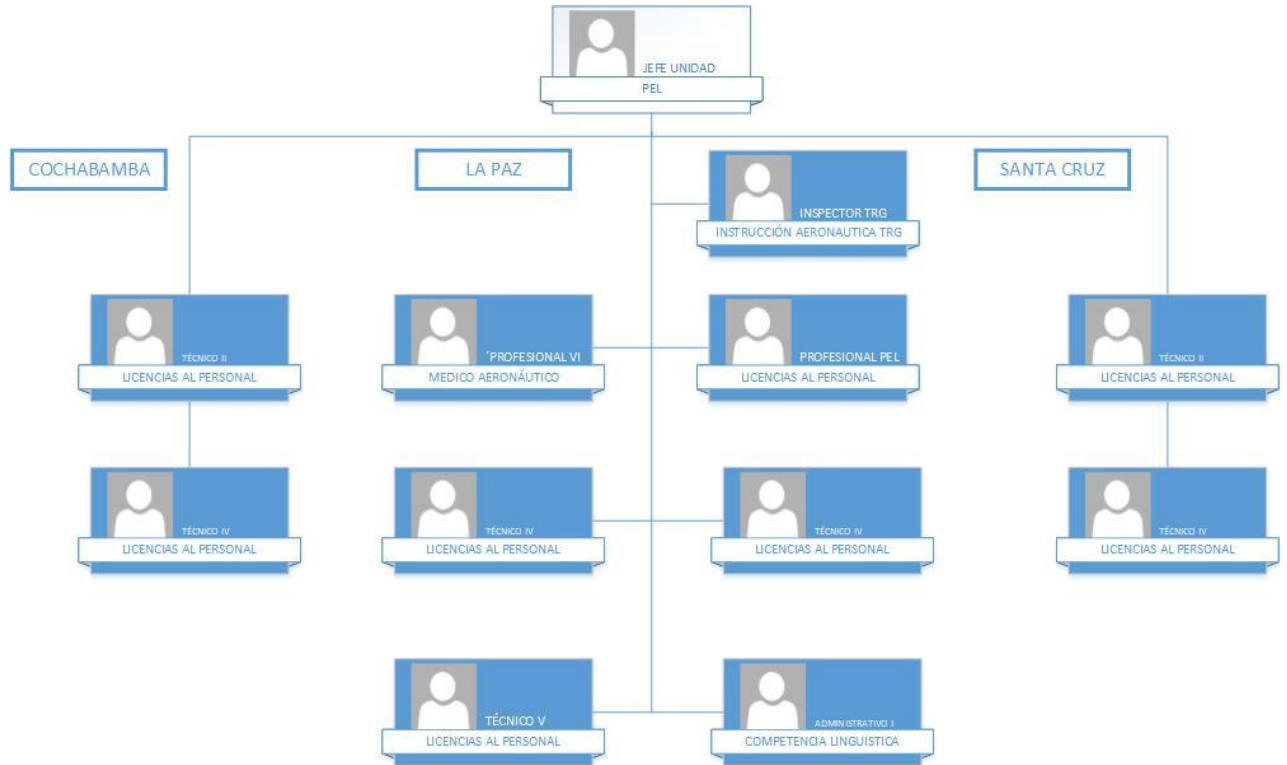 JEFE UNIDAD
PEL
COCHABAMBA
LA PAZ
SANTA CRUZ
INSPECTOR TRG
INSTRUCCIÓN AERONAUTICA TRG
TÉCNICO II
LICENCIAS AL PERSONAL
´PROFESIONAL VI
MEDICO AERONÁUTICO
PROFESIONAL PEL
LICENCIAS AL PERSONAL
TÉCNICO II
LICENCIAS AL PERSONAL
TÉCNICO IV
LICENCIAS AL PERSONAL
TÉCNICO IV
LICENCIAS AL PERSONAL
TÉCNICO IV
LICENCIAS AL PERSONAL
TÉCNICO IV
LICENCIAS AL PERSONAL
TÉCNICO V
LICENCIAS AL PERSONAL
ADMINISTRATIVO I
COMPETENCIA LINGUISTICA